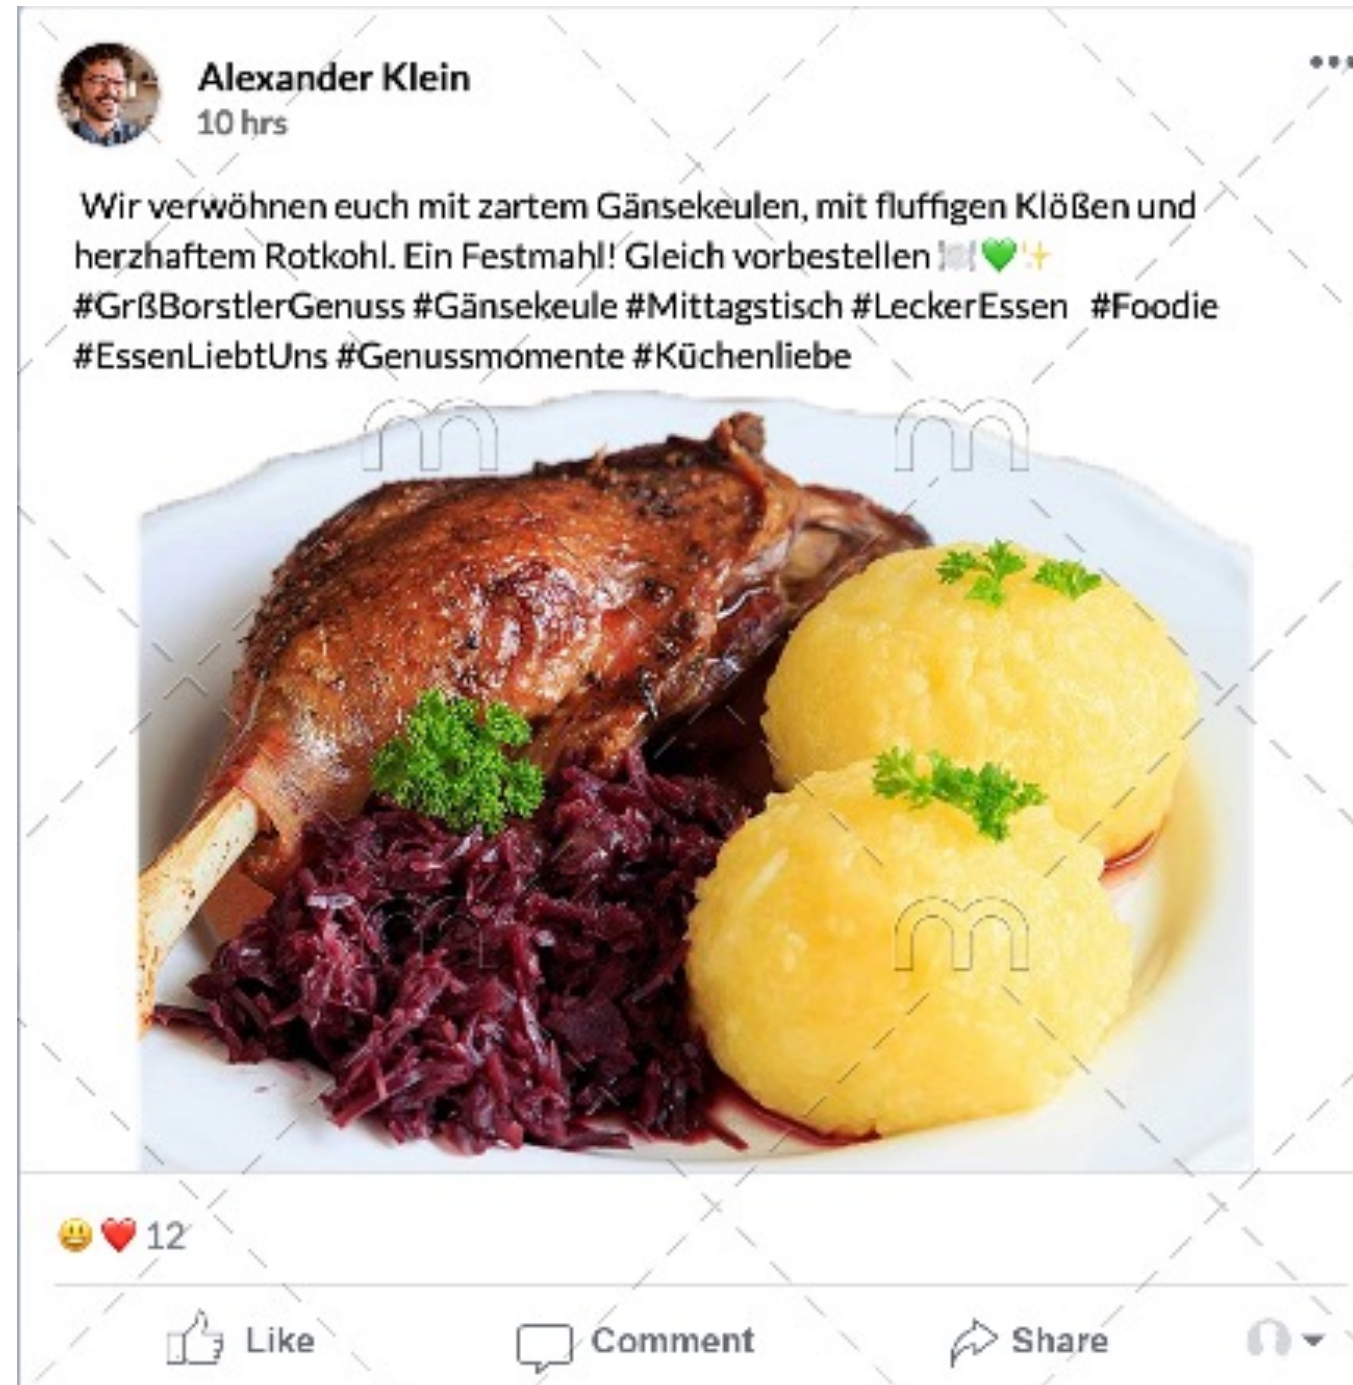 Alexander Klein
10 hrs
Wir verwöhnen euch mit zartem Gänsekeulen, mit fluffigen Klößen und
herzhaftem Rotkohl. Ein Festmahl! Gleich vorbestellen 🍽️💚✨
#GrßBorstlerGenuss #Gänsekeule #Mittagstisch #LeckerEssen #Foodie
#EssenLiebtUns #Genussmomente #Küchenliebe
😃❤️ 12
Like Comment Share